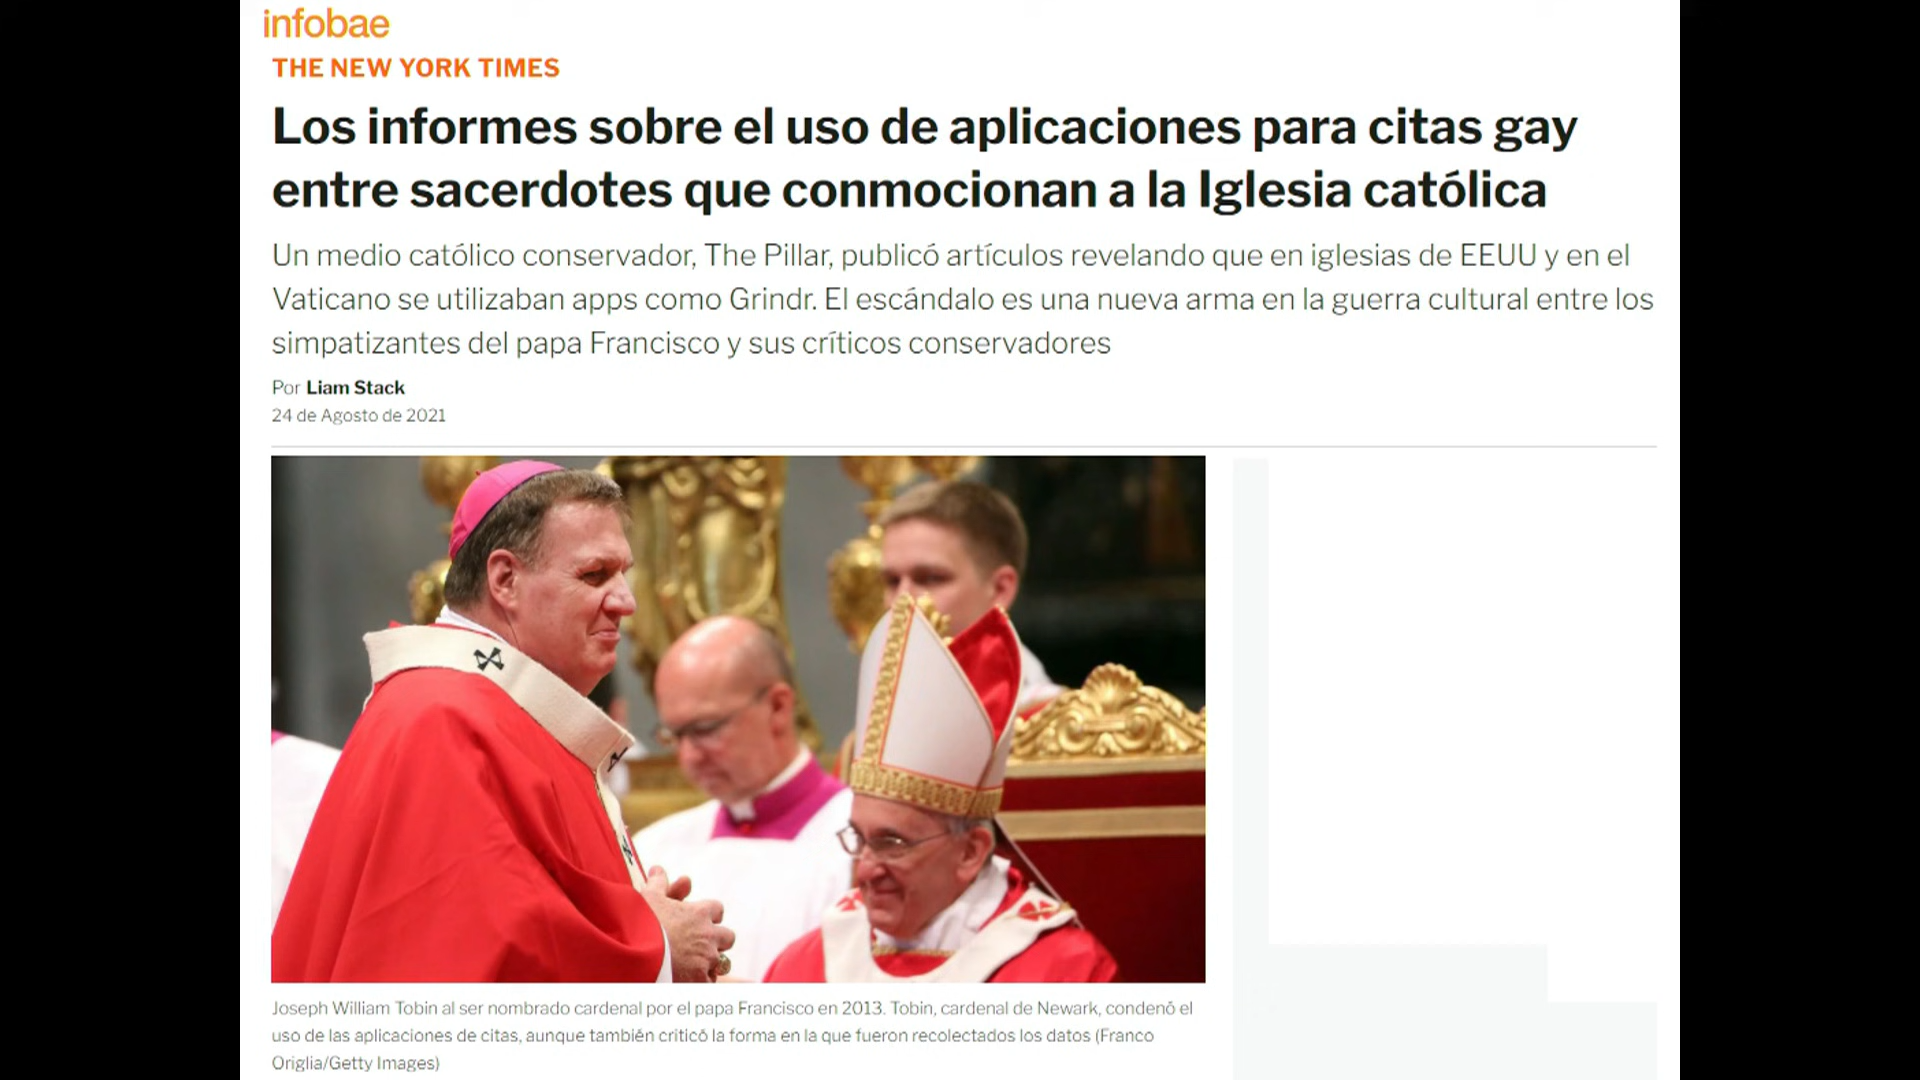 infobae
THE NEW YORK TIMES
Los informes sobre el uso de aplicaciones para citas gay
entre sacerdotes que conmocionan a la Iglesia católica
Un medio católico conservador, The Pillar, publicó artículos revelando que en iglesias de EEUU y en el
Vaticano se utilizaban apps como Grindr. El escándalo es una nueva arma en la guerra cultural entre los
simpatizantes del papa Francisco y sus críticos conservadores
Por Liam Stack
24 de Agosto de 2021
Joseph William Tobin al ser nombrado cardenal por el papa Francisco en 2013. Tobin, cardenal de Newark, condenó el
uso de las aplicaciones de citas, aunque también criticó la forma en la que fueron recolectados los datos (Franco
Origlia/Getty Images)